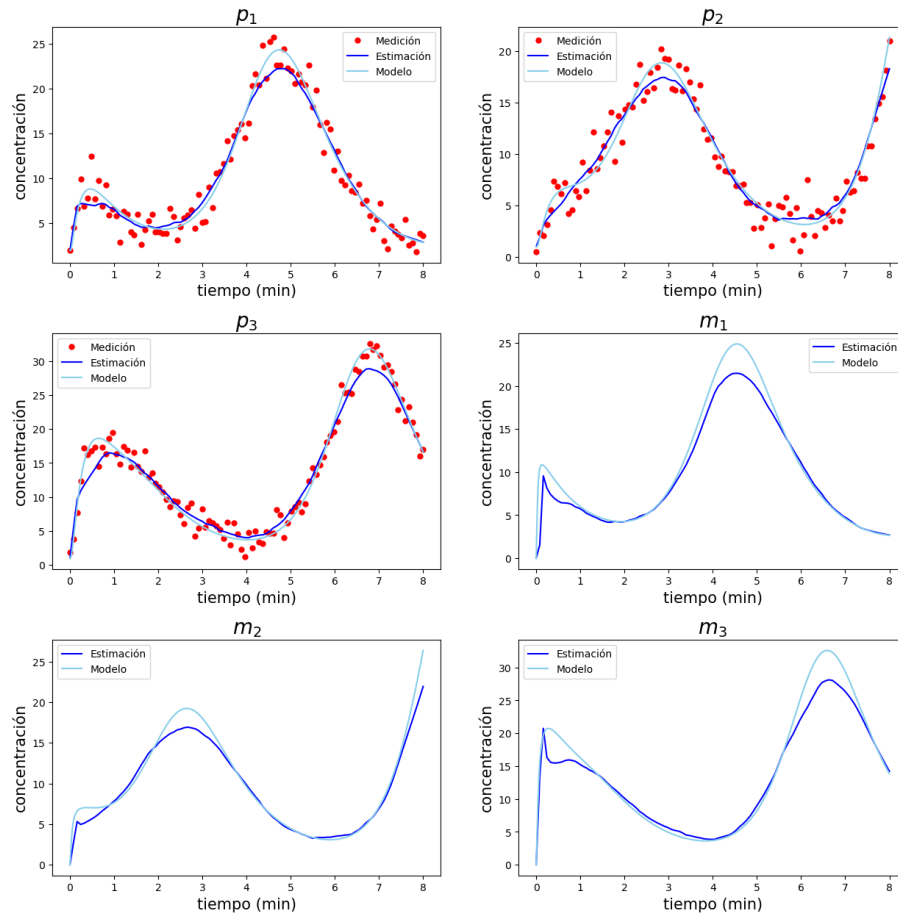 p1
concentración
25
20
15
10
5
Medición
Estimación
Modelo
0 1 2 3 4 5 6 7 8
tiempo (min)
p2
concentración
20
15
10
5
0
Medición
Estimación
Modelo
0 1 2 3 4 5 6 7 8
tiempo (min)
p3
concentración
30
25
20
15
10
5
0
Medición
Estimación
Modelo
0 1 2 3 4 5 6 7 8
tiempo (min)
m1
concentración
25
20
15
10
5
0
Estimación
Modelo
0 1 2 3 4 5 6 7 8
tiempo (min)
m2
concentración
25
20
15
10
5
0
Estimación
Modelo
0 1 2 3 4 5 6 7 8
tiempo (min)
m3
concentración
30
25
20
15
10
5
0
Estimación
Modelo
0 1 2 3 4 5 6 7 8
tiempo (min)